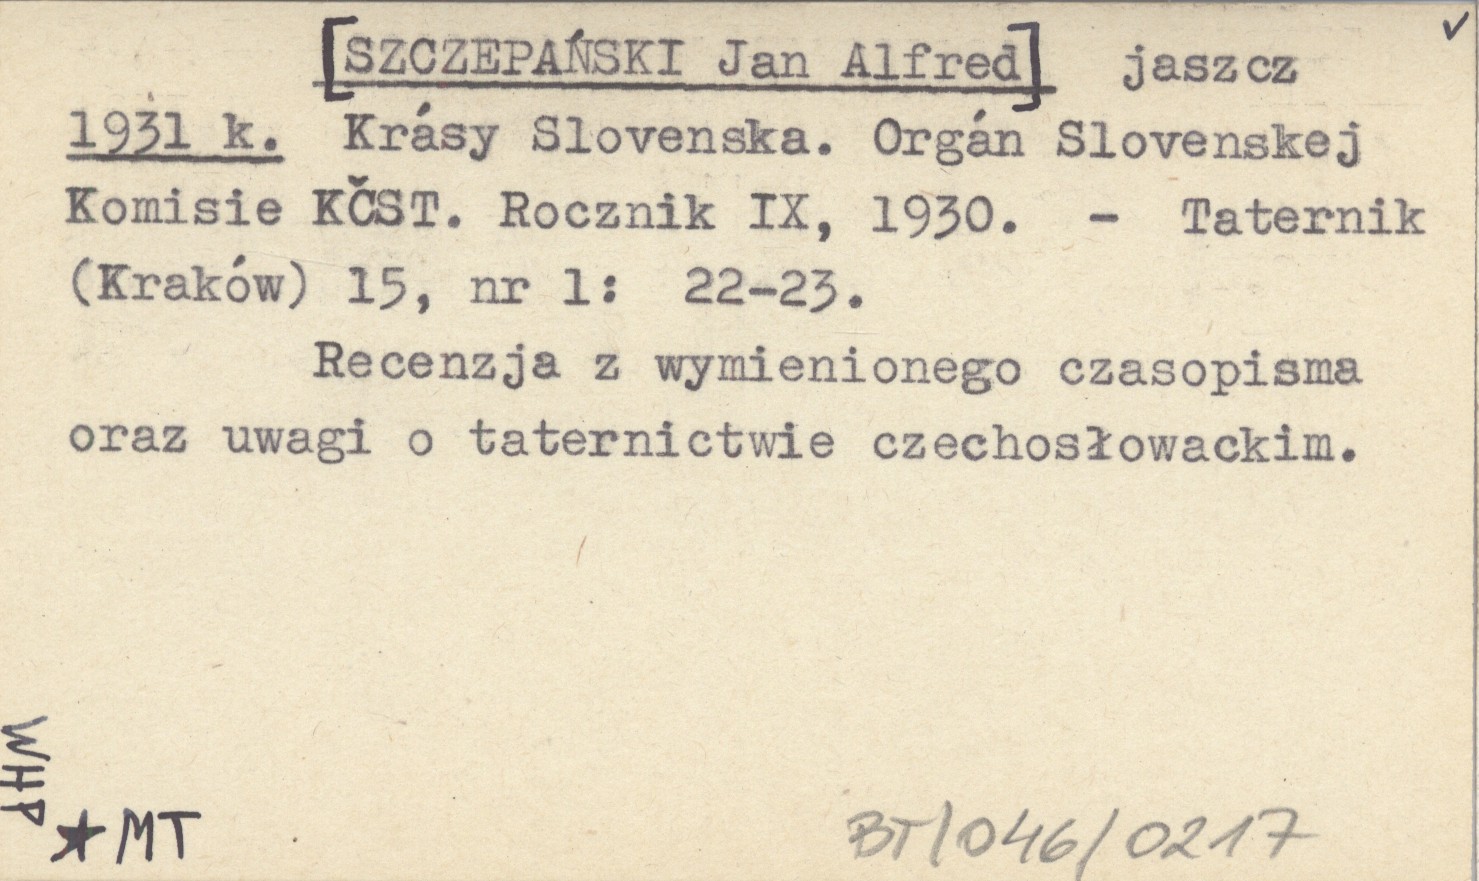 [SZCZEPAŃSKI Jan Alfred] jaszcz ✓
1931 k. Krásy Slovenska. Orgán Slovenskej
Komisie KČST. Rocznik IX, 1930. - Taternik
(Kraków) 15, nr 1: 22-23.
Recenzja z wymienionego czasopisma
oraz uwagi o taternictwie czechosłowackim.
WHP
★ MT
BT/046/0217